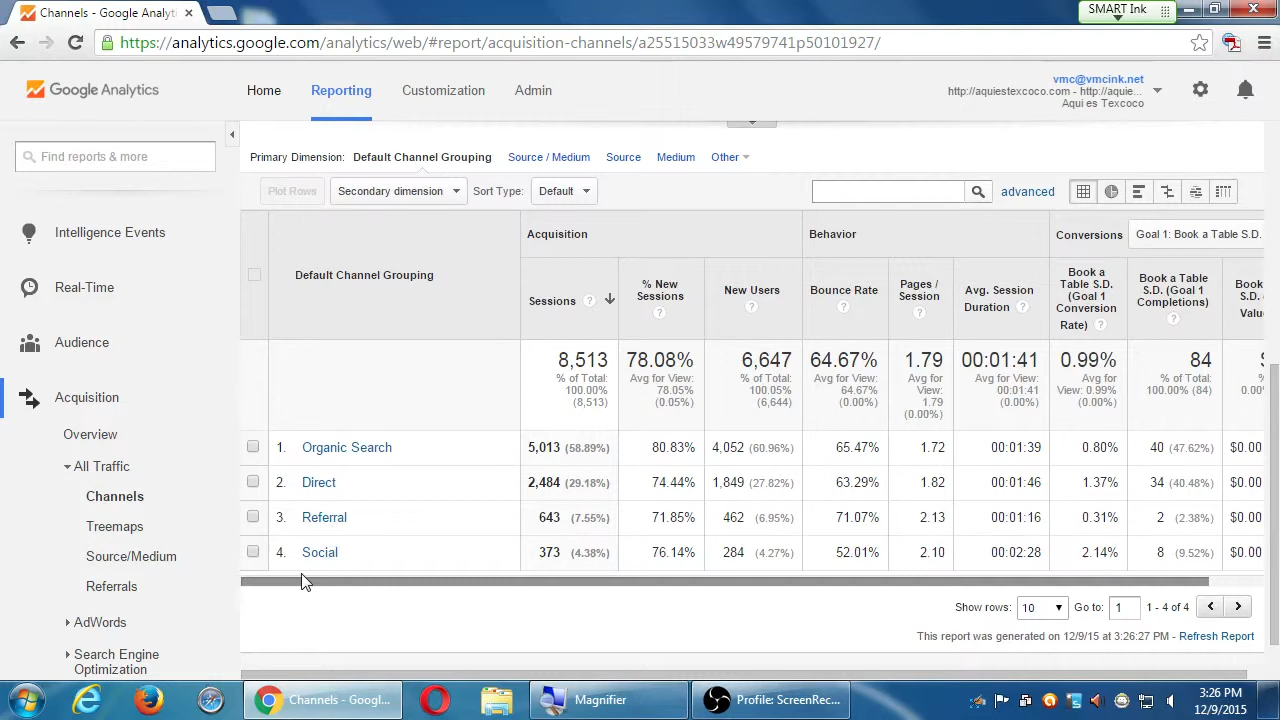 Channels - Google Analyti
SMART Ink
https://analytics.google.com/analytics/web/#report/acquisition-channels/a25515033w49579741p50101927/
Google Analytics
Home
Reporting
Customization
Admin
vmc@vmcink.net
http://aquiestexcoco.com - http://aquie...
Aqui es Texcoco
Find reports & more
Intelligence Events
Real-Time
Audience
Acquisition
Overview
All Traffic
Channels
Treemaps
Source/Medium
Referrals
AdWords
Search Engine
Optimization
Primary Dimension: Default Channel Grouping Source / Medium Source Medium Other
Plot Rows Secondary dimension Sort Type: Default advanced
Default Channel Grouping
Acquisition
Behavior
Conversions Goal 1: Book a Table S.D.
Sessions ?
% New
Sessions
?
New Users
?
Bounce Rate
?
Pages /
Session
?
Avg. Session
Duration ?
Book a
Table S.D.
(Goal 1
Conversion
Rate) ?
Book a Table
S.D. (Goal 1
Completions)
?
Book
S.D.
Valu
8,513
% of Total:
100.00%
(8,513)
78.08%
Avg for View:
78.05%
(0.05%)
6,647
% of Total:
100.05%
(6,644)
64.67%
Avg for View:
64.67%
(0.00%)
1.79
Avg for
View:
1.79
(0.00%)
00:01:41
Avg for View:
00:01:41
(0.00%)
0.99%
Avg for
View: 0.99%
(0.00%)
84
% of Total:
100.00% (84)
1. Organic Search 5,013 (58.89%) 80.83% 4,052 (60.96%) 65.47% 1.72 00:01:39 0.80% 40 (47.62%) $0.00
2. Direct 2,484 (29.18%) 74.44% 1,849 (27.82%) 63.29% 1.82 00:01:46 1.37% 34 (40.48%) $0.00
3. Referral 643 (7.55%) 71.85% 462 (6.95%) 71.07% 2.13 00:01:16 0.31% 2 (2.38%) $0.00
4. Social 373 (4.38%) 76.14% 284 (4.27%) 52.01% 2.10 00:02:28 2.14% 8 (9.52%) $0.00
Show rows: 10 Go to: 1 1 - 4 of 4
This report was generated on 12/9/15 at 3:26:27 PM - Refresh Report
Channels - Googl...
Magnifier
Profile: ScreenRec...
3:26 PM
12/9/2015